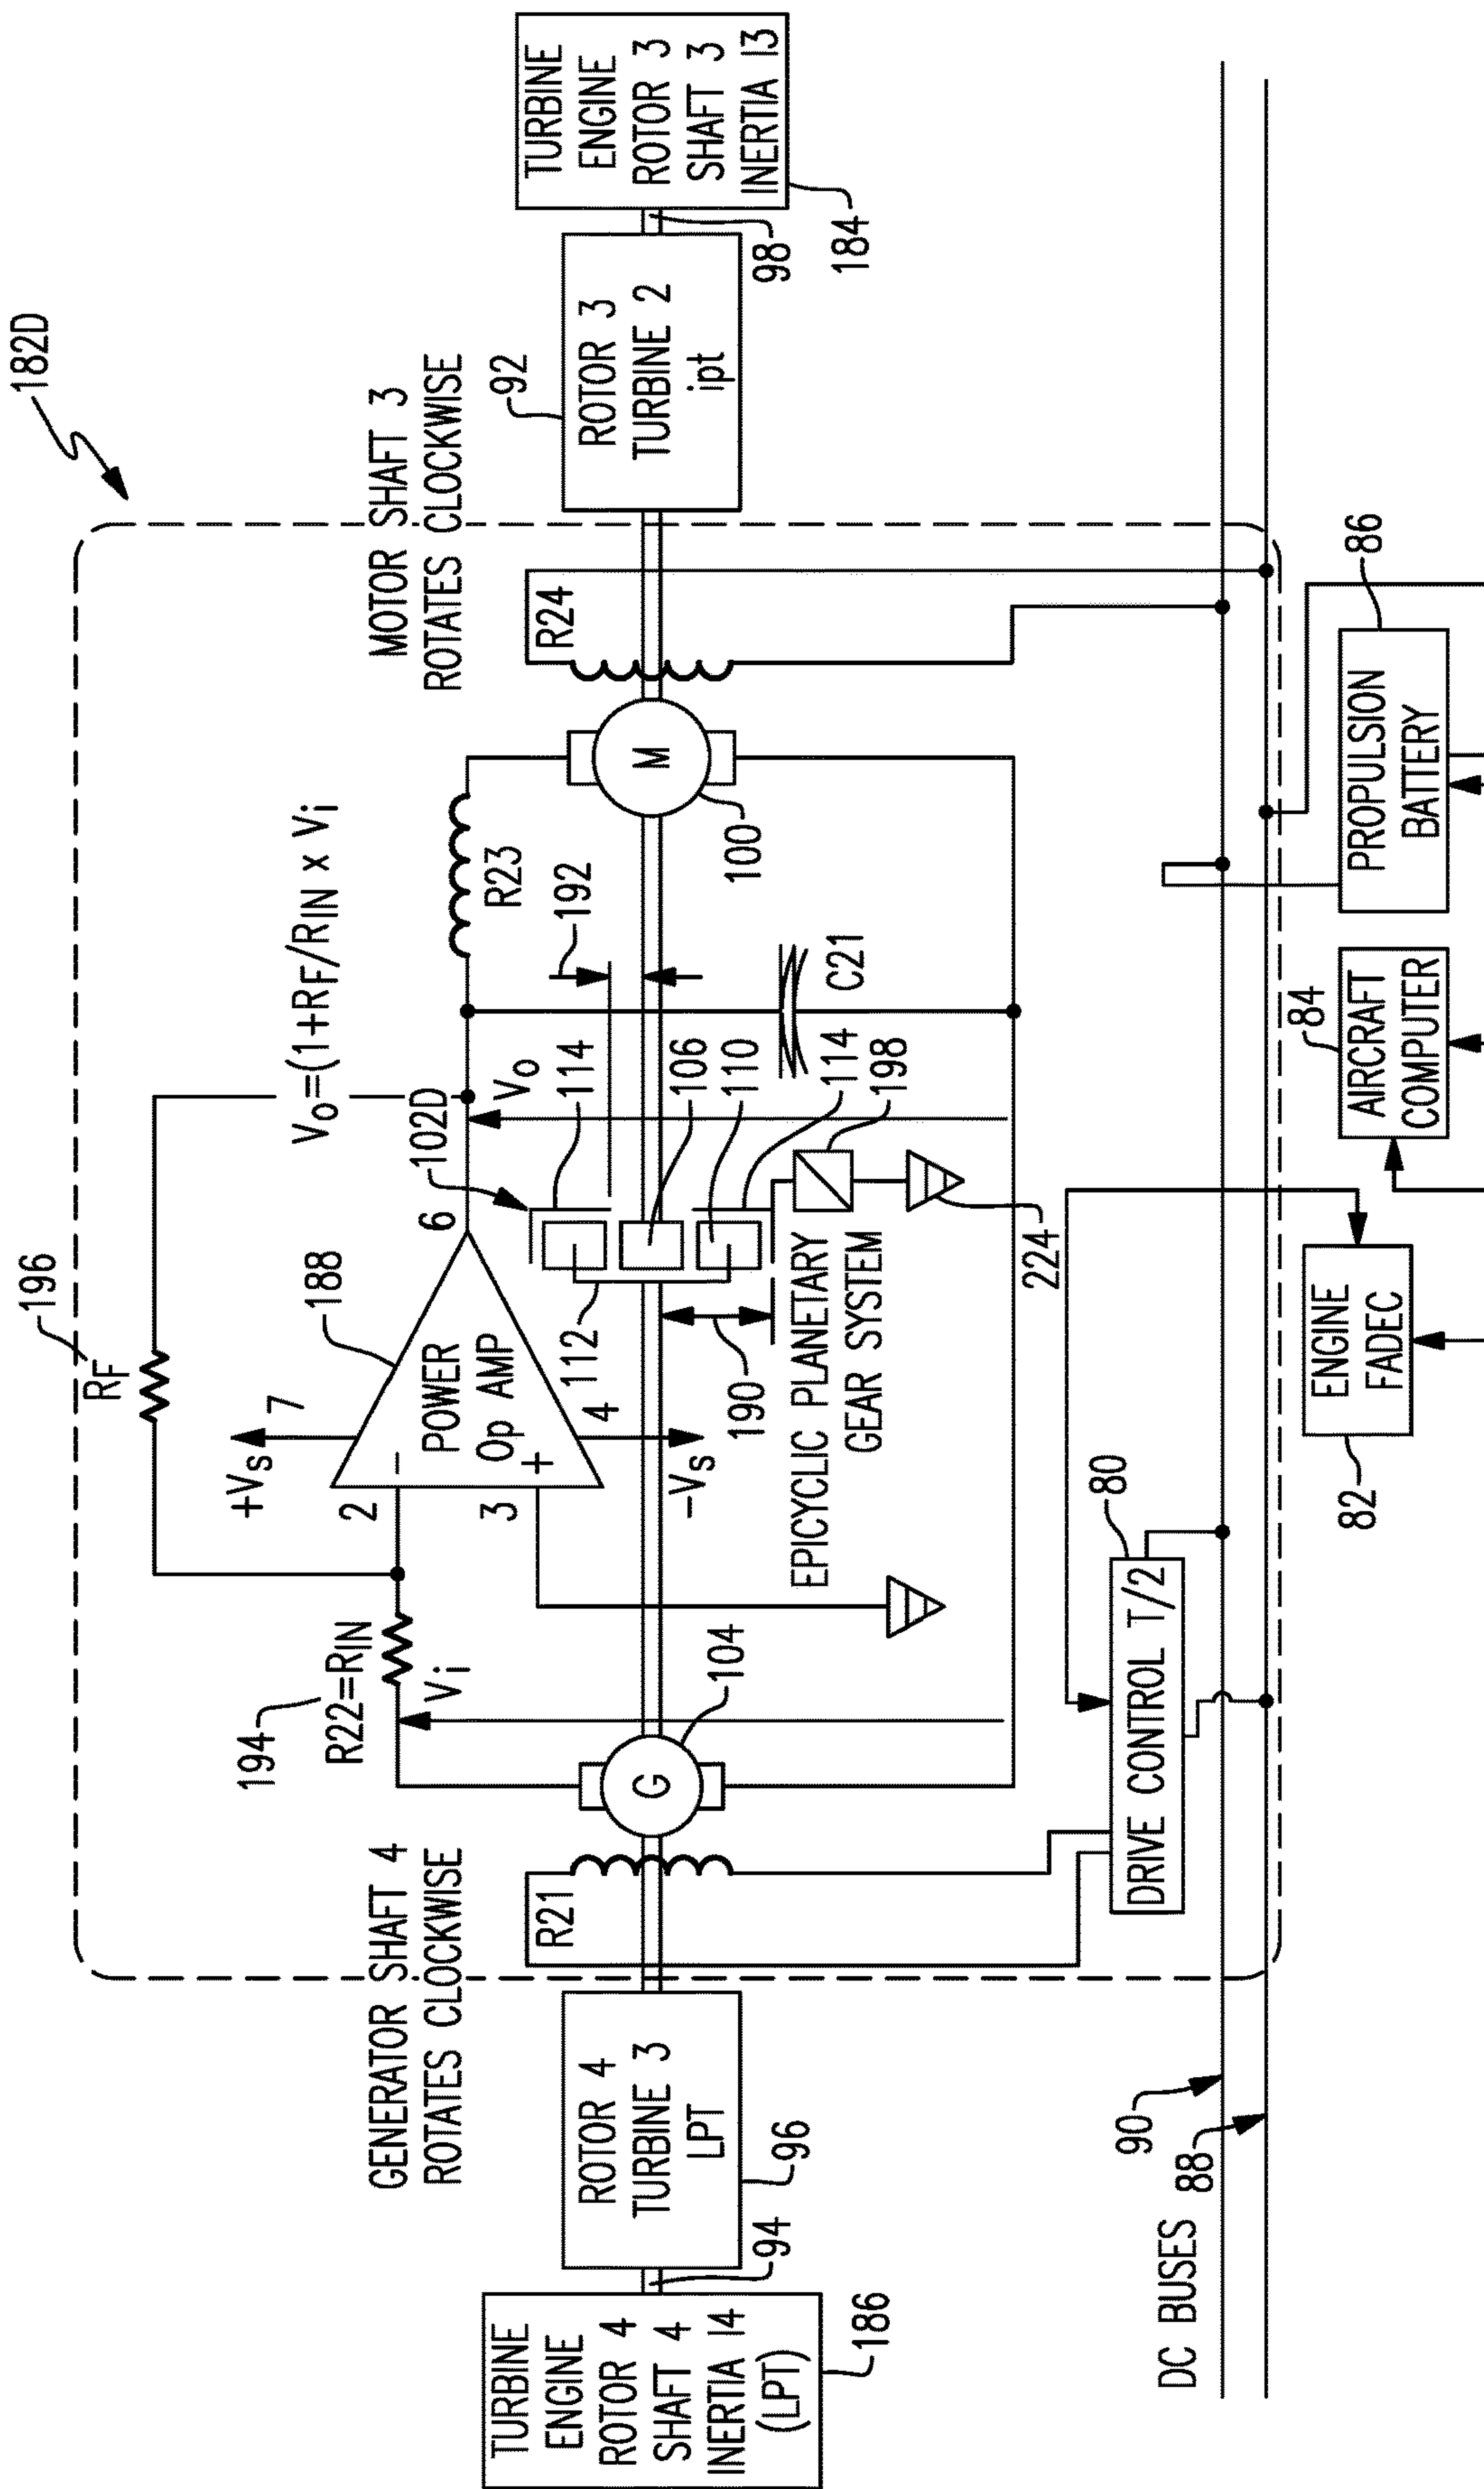 182D
196
RF
GENERATOR SHAFT 4
ROTATES CLOCKWISE
MOTOR SHAFT 3
ROTATES CLOCKWISE
194
R22=RIN
Vi
+Vs
7
2
3
4
6
188
POWER
Op AMP
-
+
-Vs
Vo=(1+RF/RIN x Vi
102D
Vo
114
R23
192
112
106
110
114
198
C21
190
EPICYCLIC PLANETARY
GEAR SYSTEM
224
TURBINE
ENGINE
ROTOR 4
SHAFT 4
INERTIA I4
(LPT)
186
94
ROTOR 4
TURBINE 3
LPT
96
R21
G
104
M
100
R24
92
ROTOR 3
TURBINE 2
ipt
98
TURBINE
ENGINE
ROTOR 3
SHAFT 3
INERTIA I3
184
80
DRIVE CONTROL T/2
DC BUSES
90
88
82
ENGINE
FADEC
84
AIRCRAFT
COMPUTER
86
PROPULSION
BATTERY